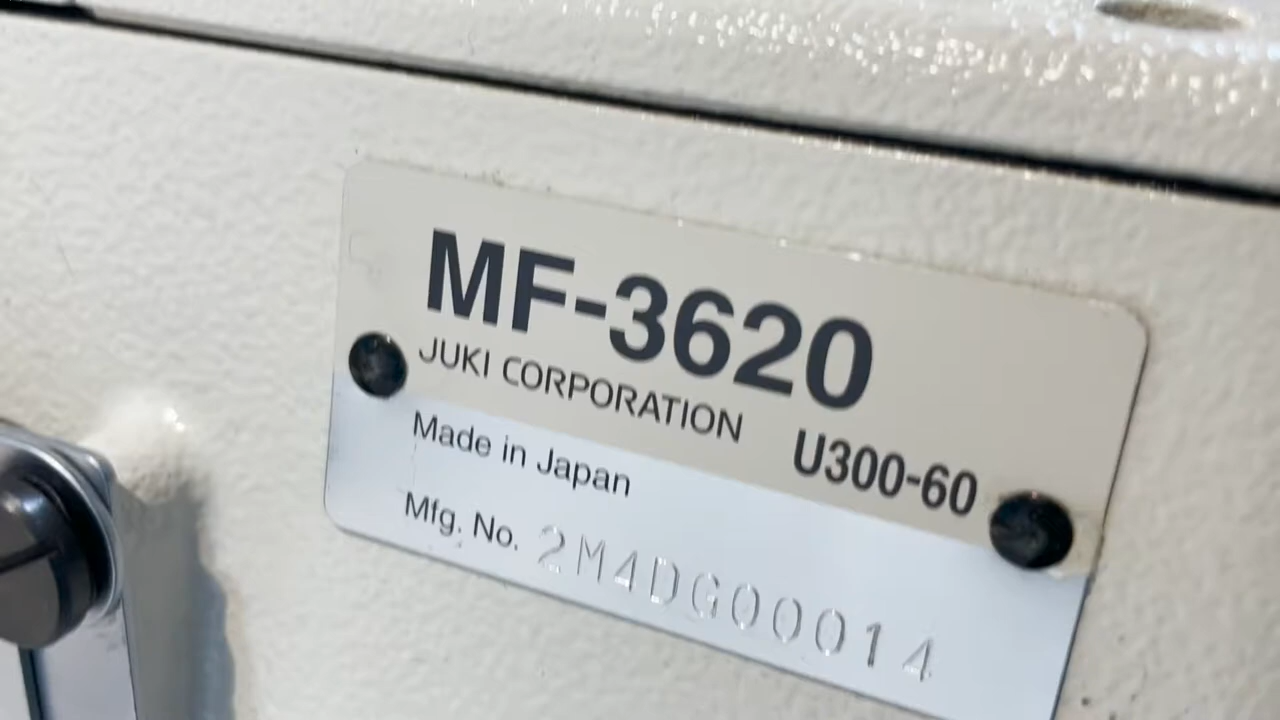 MF-3620
JUKI CORPORATION
U300-60
Made in Japan
Mfg. No. 2M4DG00014